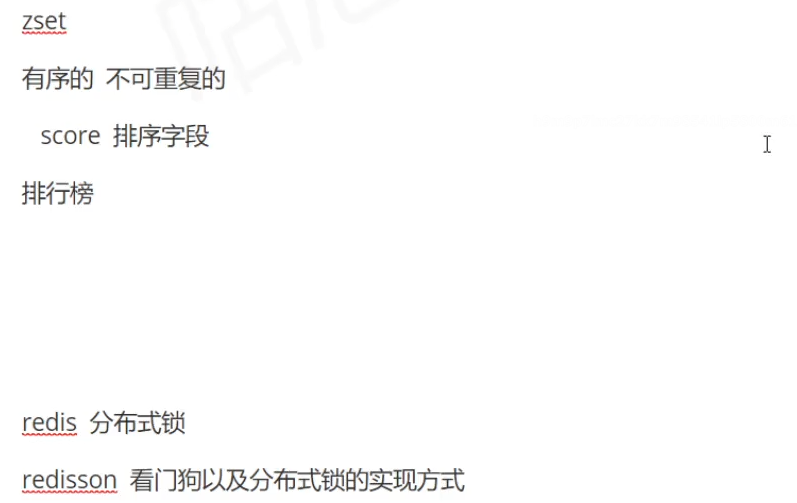 zset
有序的 不可重复的
score 排序字段
排行榜
redis 分布式锁
redisson 看门狗以及分布式锁的实现方式